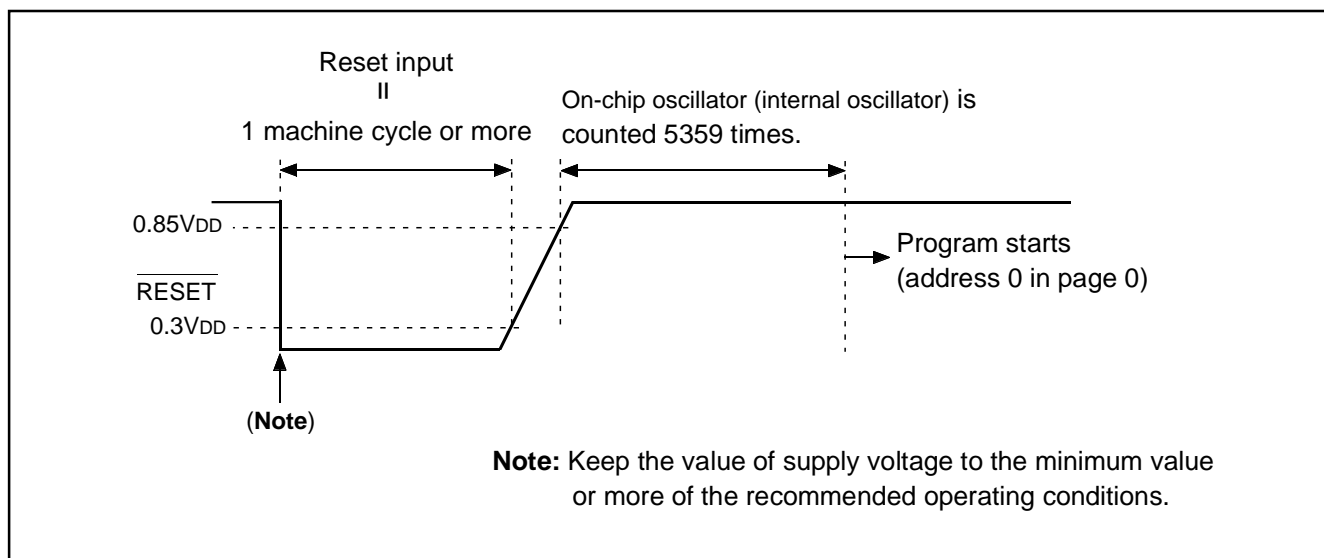 Reset input
=
1 machine cycle or more
On-chip oscillator (internal oscillator) is
counted 5359 times.
0.85VDD
RESET
0.3VDD
Program starts
(address 0 in page 0)
(Note)
Note: Keep the value of supply voltage to the minimum value
or more of the recommended operating conditions.